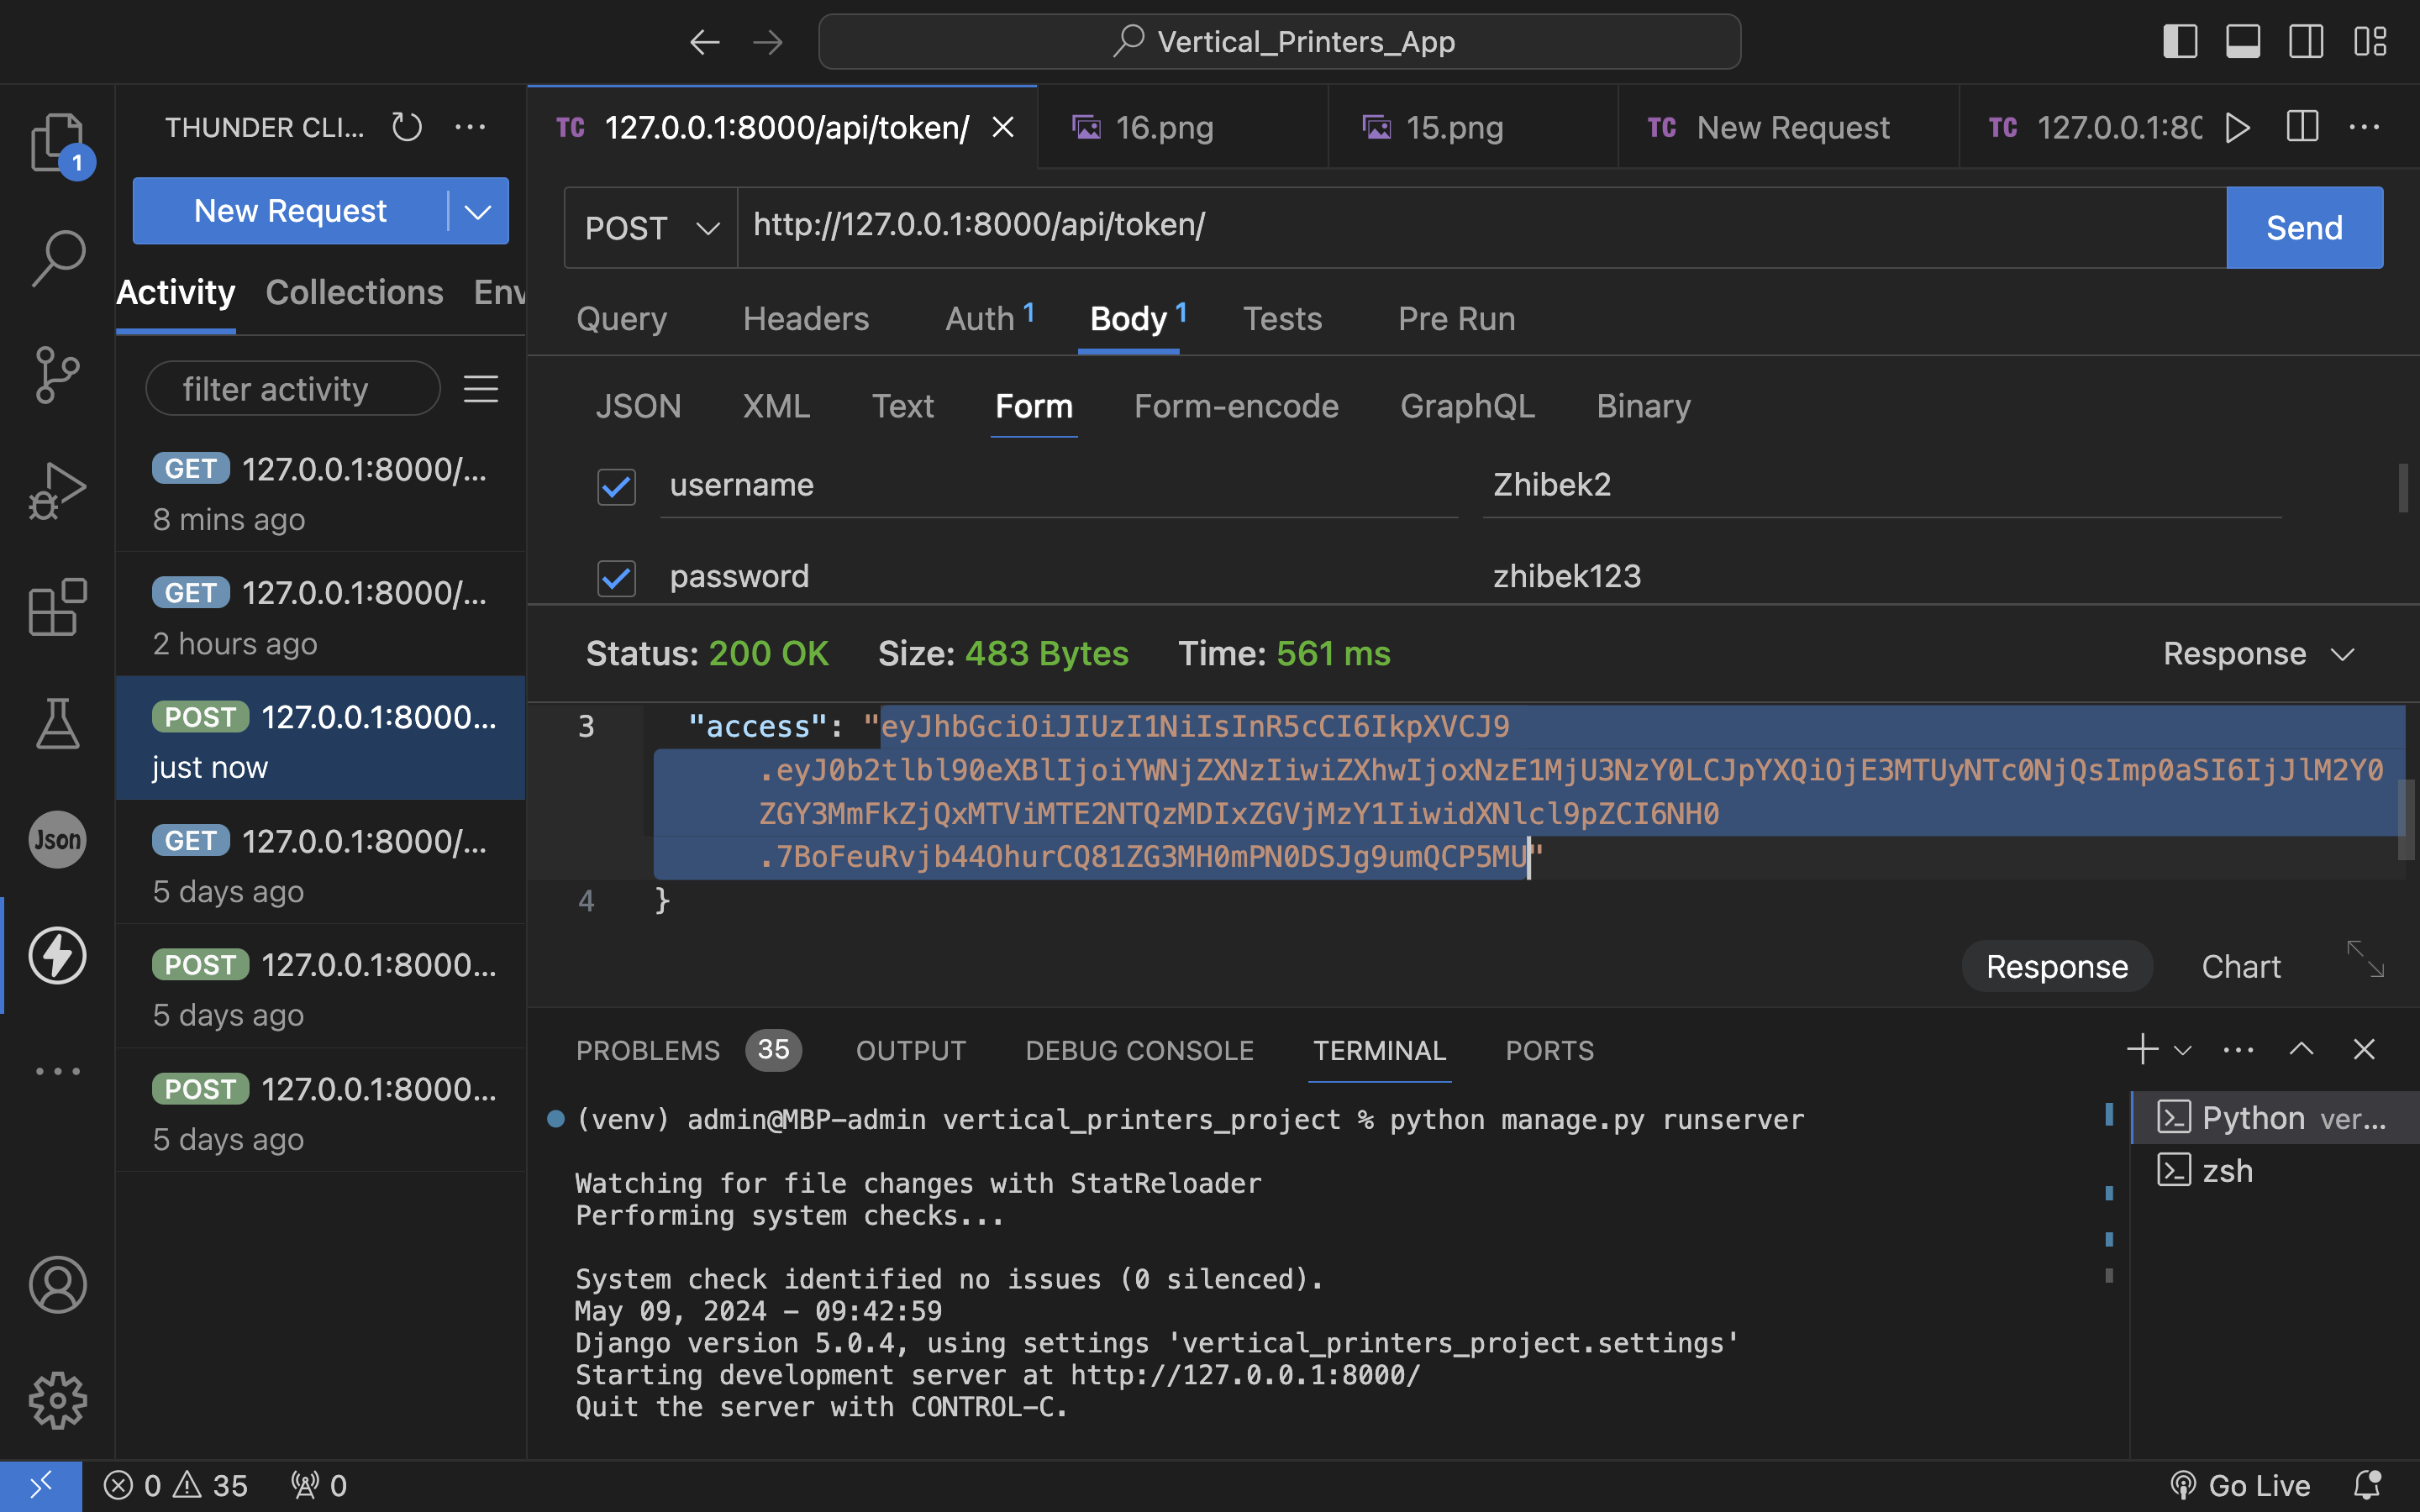 Vertical_Printers_App
THUNDER CLI...
TC 127.0.0.1:8000/api/token/
16.png
15.png
TC New Request
TC 127.0.0.1:80
1
New Request
POST
http://127.0.0.1:8000/api/token/
Send
Activity
Collections
Env
Query
Headers
Auth 1
Body 1
Tests
Pre Run
filter activity
JSON
XML
Text
Form
Form-encode
GraphQL
Binary
GET 127.0.0.1:8000/...
8 mins ago
GET 127.0.0.1:8000/...
2 hours ago
POST 127.0.0.1:8000...
just now
GET 127.0.0.1:8000/...
5 days ago
POST 127.0.0.1:8000...
5 days ago
POST 127.0.0.1:8000...
5 days ago
Json
username
Zhibek2
password
zhibek123
Status: 200 OK
Size: 483 Bytes
Time: 561 ms
Response
3 "access": "eyJhbGciOiJIUzI1NiIsInR5cCI6IkpXVCJ9
.eyJ0b2tlbl90eXBlIjoiYWNjZXNzIiwiZXhwIjoxNzE1MjU3NzY0LCJpYXQiOjE3MTUyNTc0NjQsImp0aSI6IjJlM2Y0
ZGY3MmFkZjQxMTViMTE2NTQzMDIxZGVjMzY1IiwidXNlcl9pZCI6NH0
.7BoFeuRvjb44OhurCQ81ZG3MH0mPN0DSJg9umQCP5MU"
4 }
Response
Chart
PROBLEMS 35
OUTPUT
DEBUG CONSOLE
TERMINAL
PORTS
(venv) admin@MBP-admin vertical_printers_project % python manage.py runserver
Watching for file changes with StatReloader
Performing system checks...
System check identified no issues (0 silenced).
May 09, 2024 - 09:42:59
Django version 5.0.4, using settings 'vertical_printers_project.settings'
Starting development server at http://127.0.0.1:8000/
Quit the server with CONTROL-C.
Python ver...
zsh
0 35
0
Go Live